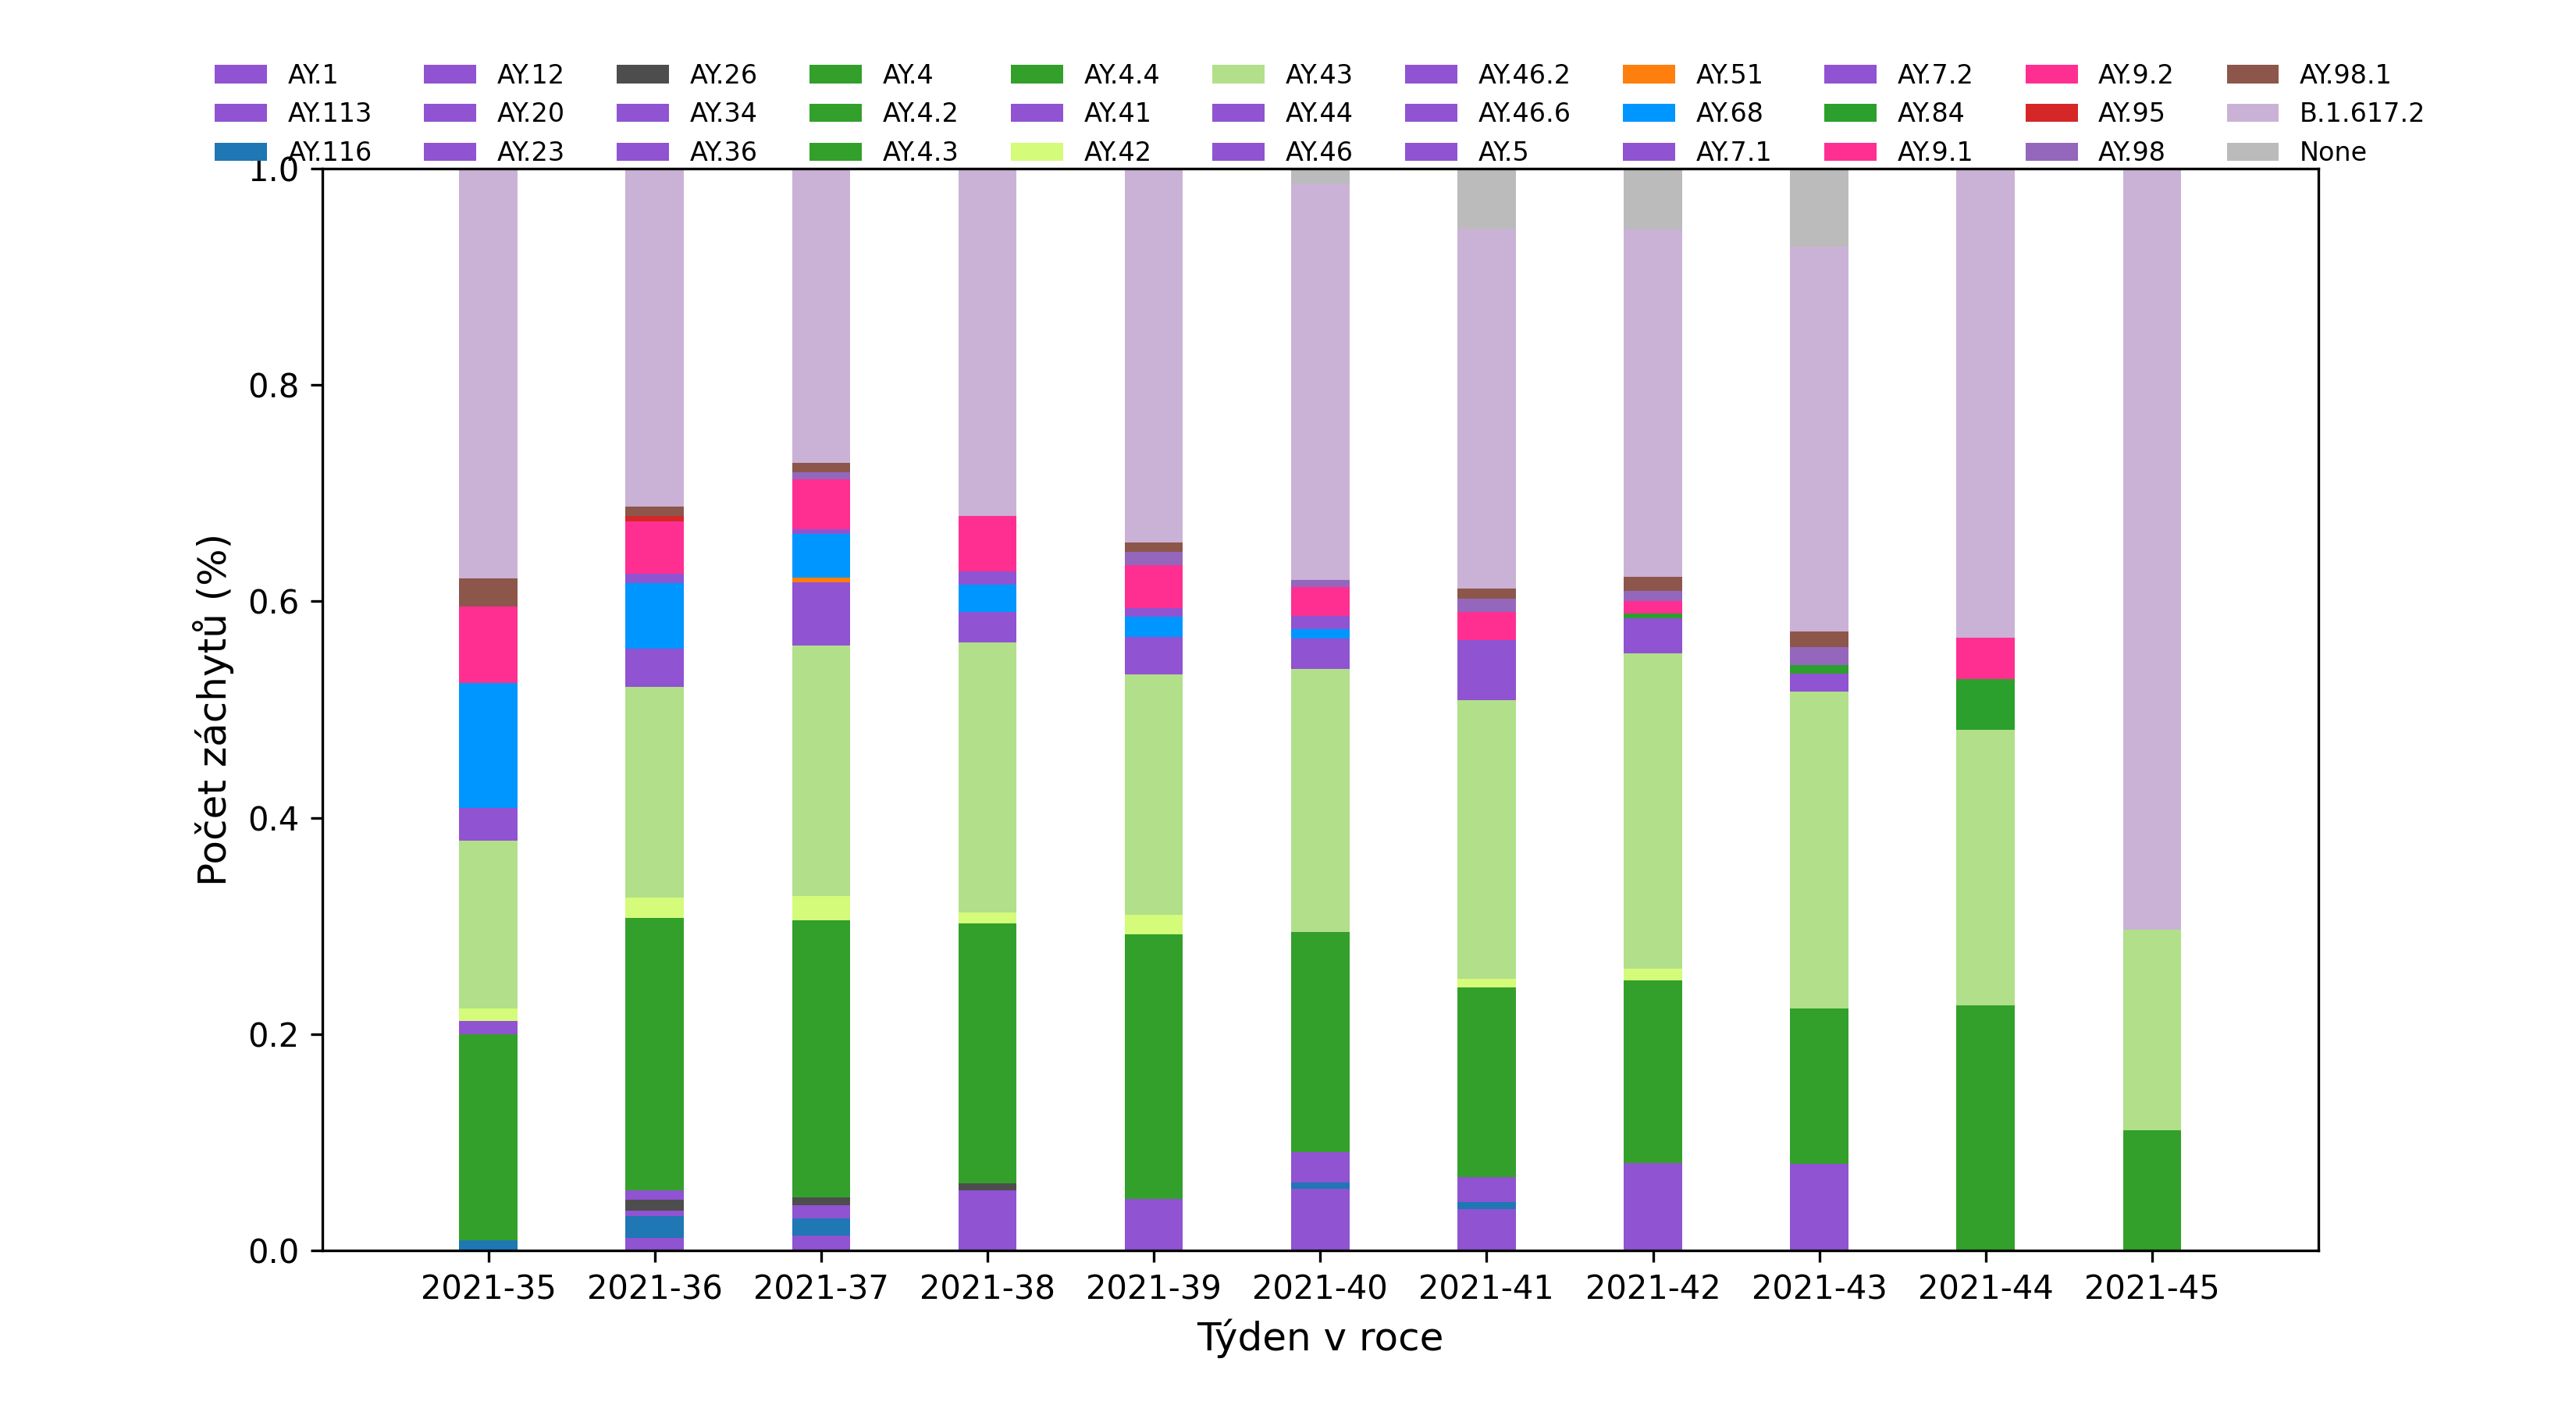 AY.1 AY.12 AY.26 AY.4 AY.4.4 AY.43 AY.46.2 AY.51 AY.7.2 AY.9.2 AY.98.1
AY.113 AY.20 AY.34 AY.4.2 AY.41 AY.44 AY.46.6 AY.68 AY.84 AY.95 B.1.617.2
AY.116 AY.23 AY.36 AY.4.3 AY.42 AY.46 AY.5 AY.7.1 AY.9.1 AY.98 None
1.0
0.8
0.6
0.4
0.2
0.0
Počet záchytů (%)
2021-35 2021-36 2021-37 2021-38 2021-39 2021-40 2021-41 2021-42 2021-43 2021-44 2021-45
Týden v roce